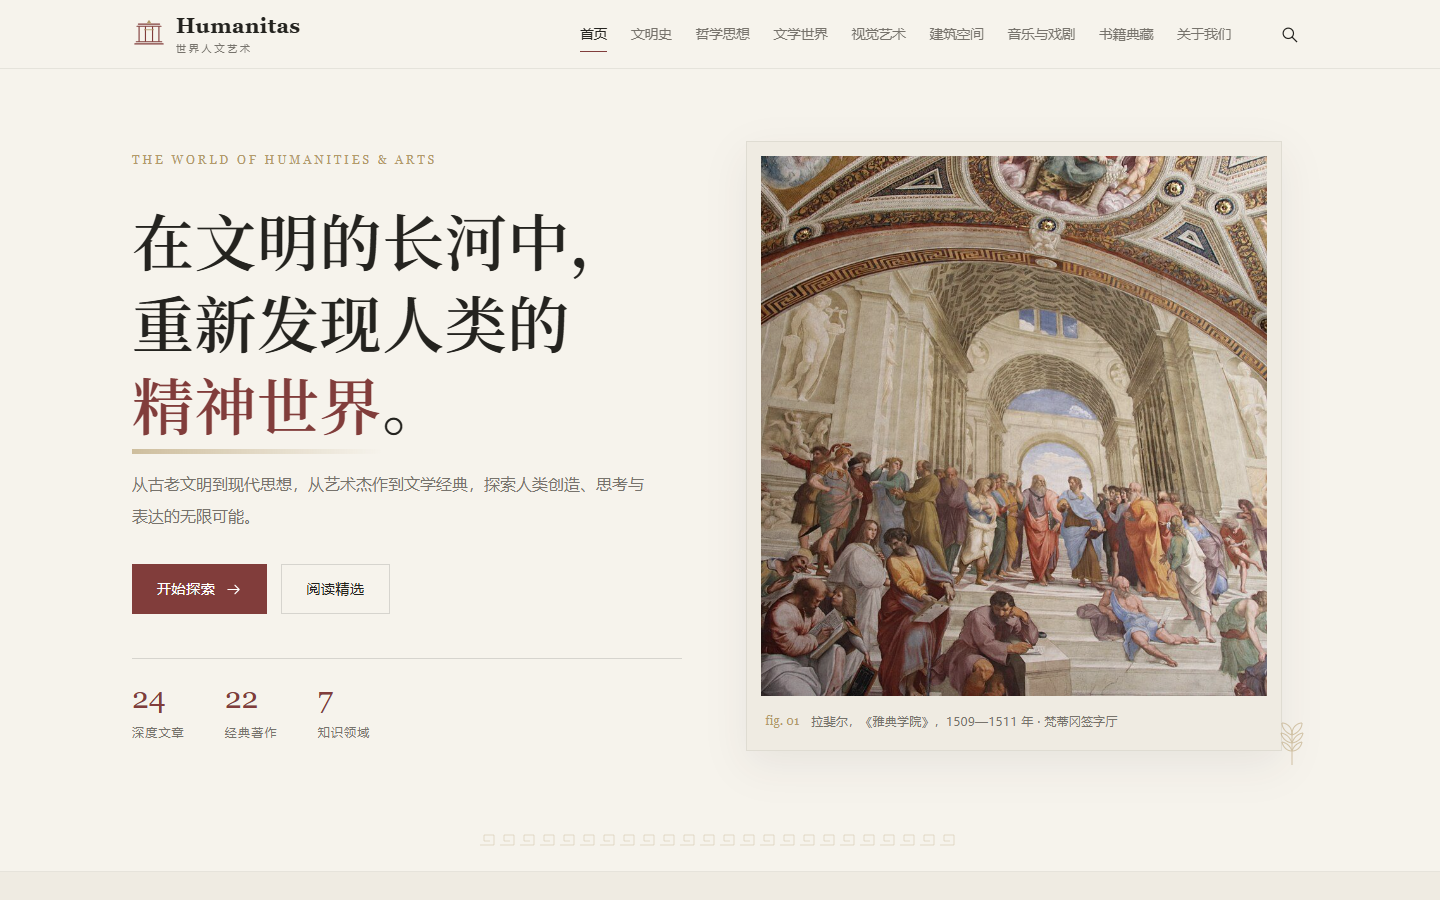 Humanitas
世界人文艺术
首页 文明史 哲学思想 文学世界 视觉艺术 建筑空间 音乐与戏剧 书籍典藏 关于我们
THE WORLD OF HUMANITIES & ARTS
在文明的长河中，
重新发现人类的
精神世界。
从古老文明到现代思想，从艺术杰作到文学经典，探索人类创造、思考与
表达的无限可能。
开始探索 →
阅读精选
24 22 7
深度文章 经典著作 知识领域
fig. 01 拉斐尔，《雅典学院》，1509—1511 年 · 梵蒂冈签字厅